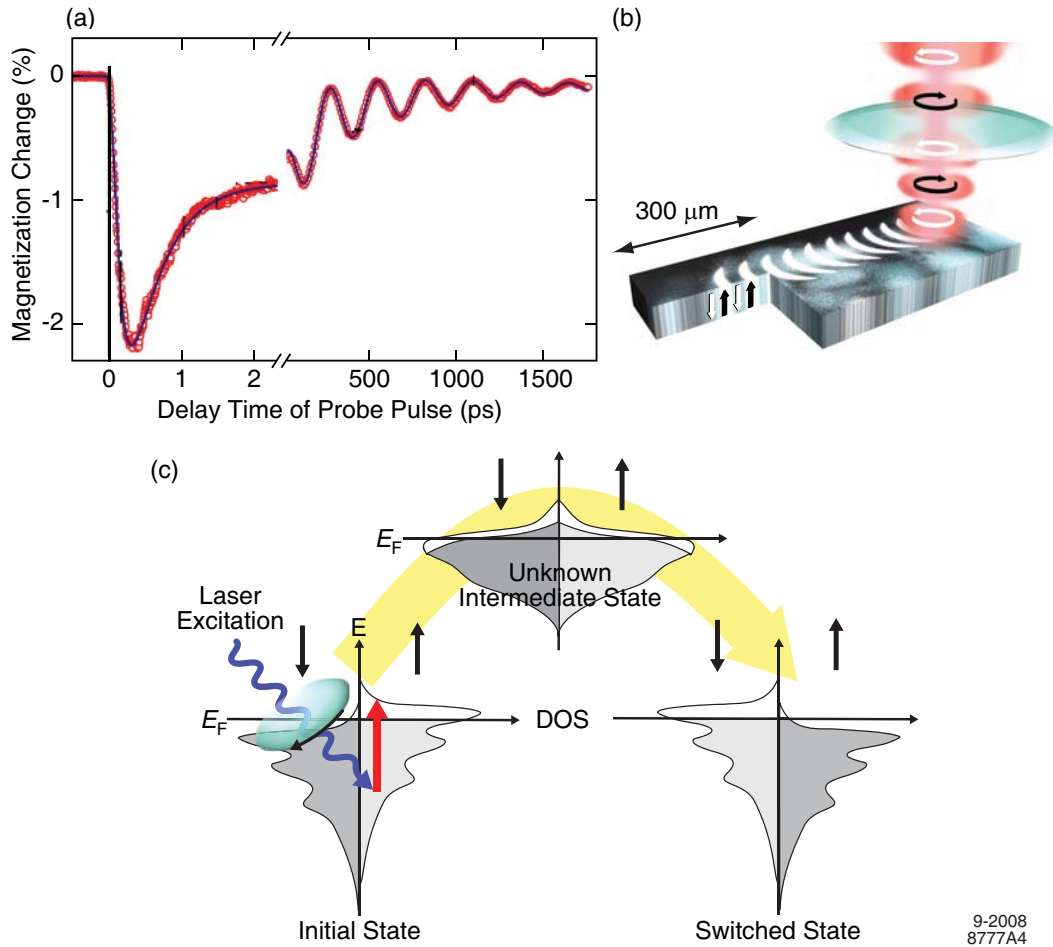 (a)
Magnetization Change (%)
0
-1
-2
0
1
2
500
1000
1500
Delay Time of Probe Pulse (ps)
(b)
300 μm
(c)
E_F
Unknown
Intermediate State
Laser
Excitation
E
E_F
DOS
Initial State
Switched State
9-2008
8777A4